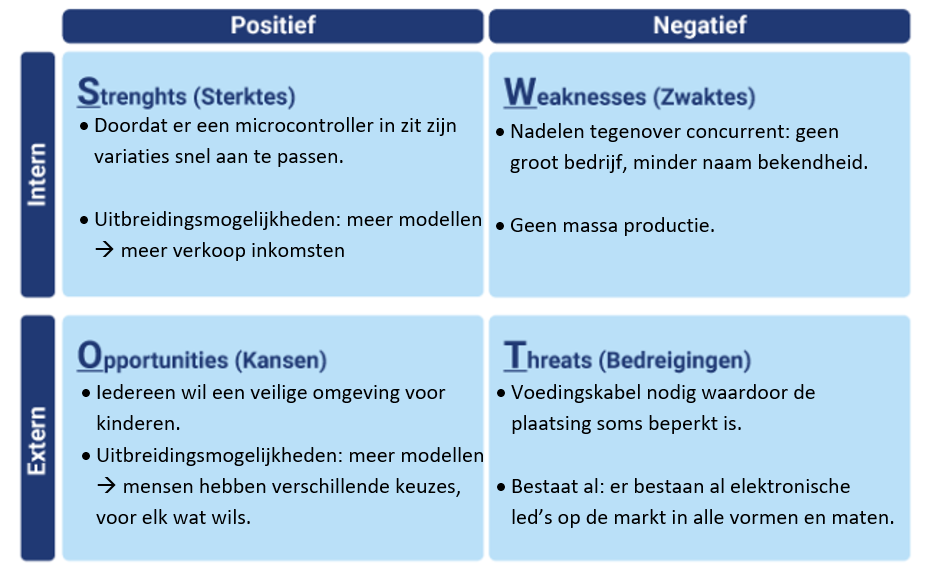 Positief
Negatief
Intern
Strenghts (Sterktes)
• Doordat er een microcontroller in zit zijn
variaties snel aan te passen.
• Uitbreidingsmogelijkheden: meer modellen
→ meer verkoop inkomsten
Weaknesses (Zwaktes)
• Nadelen tegenover concurrent: geen
groot bedrijf, minder naam bekendheid.
• Geen massa productie.
Extern
Opportunities (Kansen)
• Iedereen wil een veilige omgeving voor
kinderen.
• Uitbreidingsmogelijkheden: meer modellen
→ mensen hebben verschillende keuzes,
voor elk wat wils.
Threats (Bedreigingen)
• Voedingskabel nodig waardoor de
plaatsing soms beperkt is.
• Bestaat al: er bestaan al elektronische
led’s op de markt in alle vormen en maten.